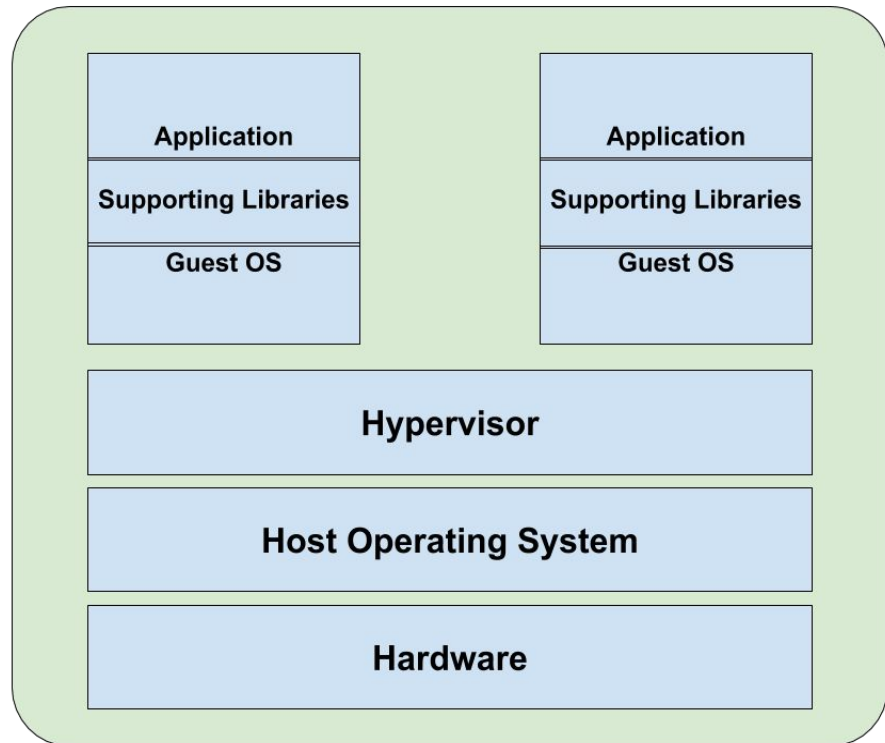 Application
Supporting Libraries
Guest OS
Application
Supporting Libraries
Guest OS
Hypervisor
Host Operating System
Hardware